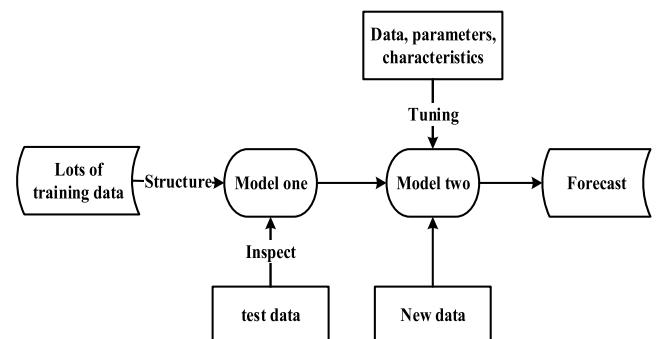 Data, parameters,
characteristics
Tuning
Lots of
training data
Structure
Model one
Model two
Forecast
Inspect
test data
New data